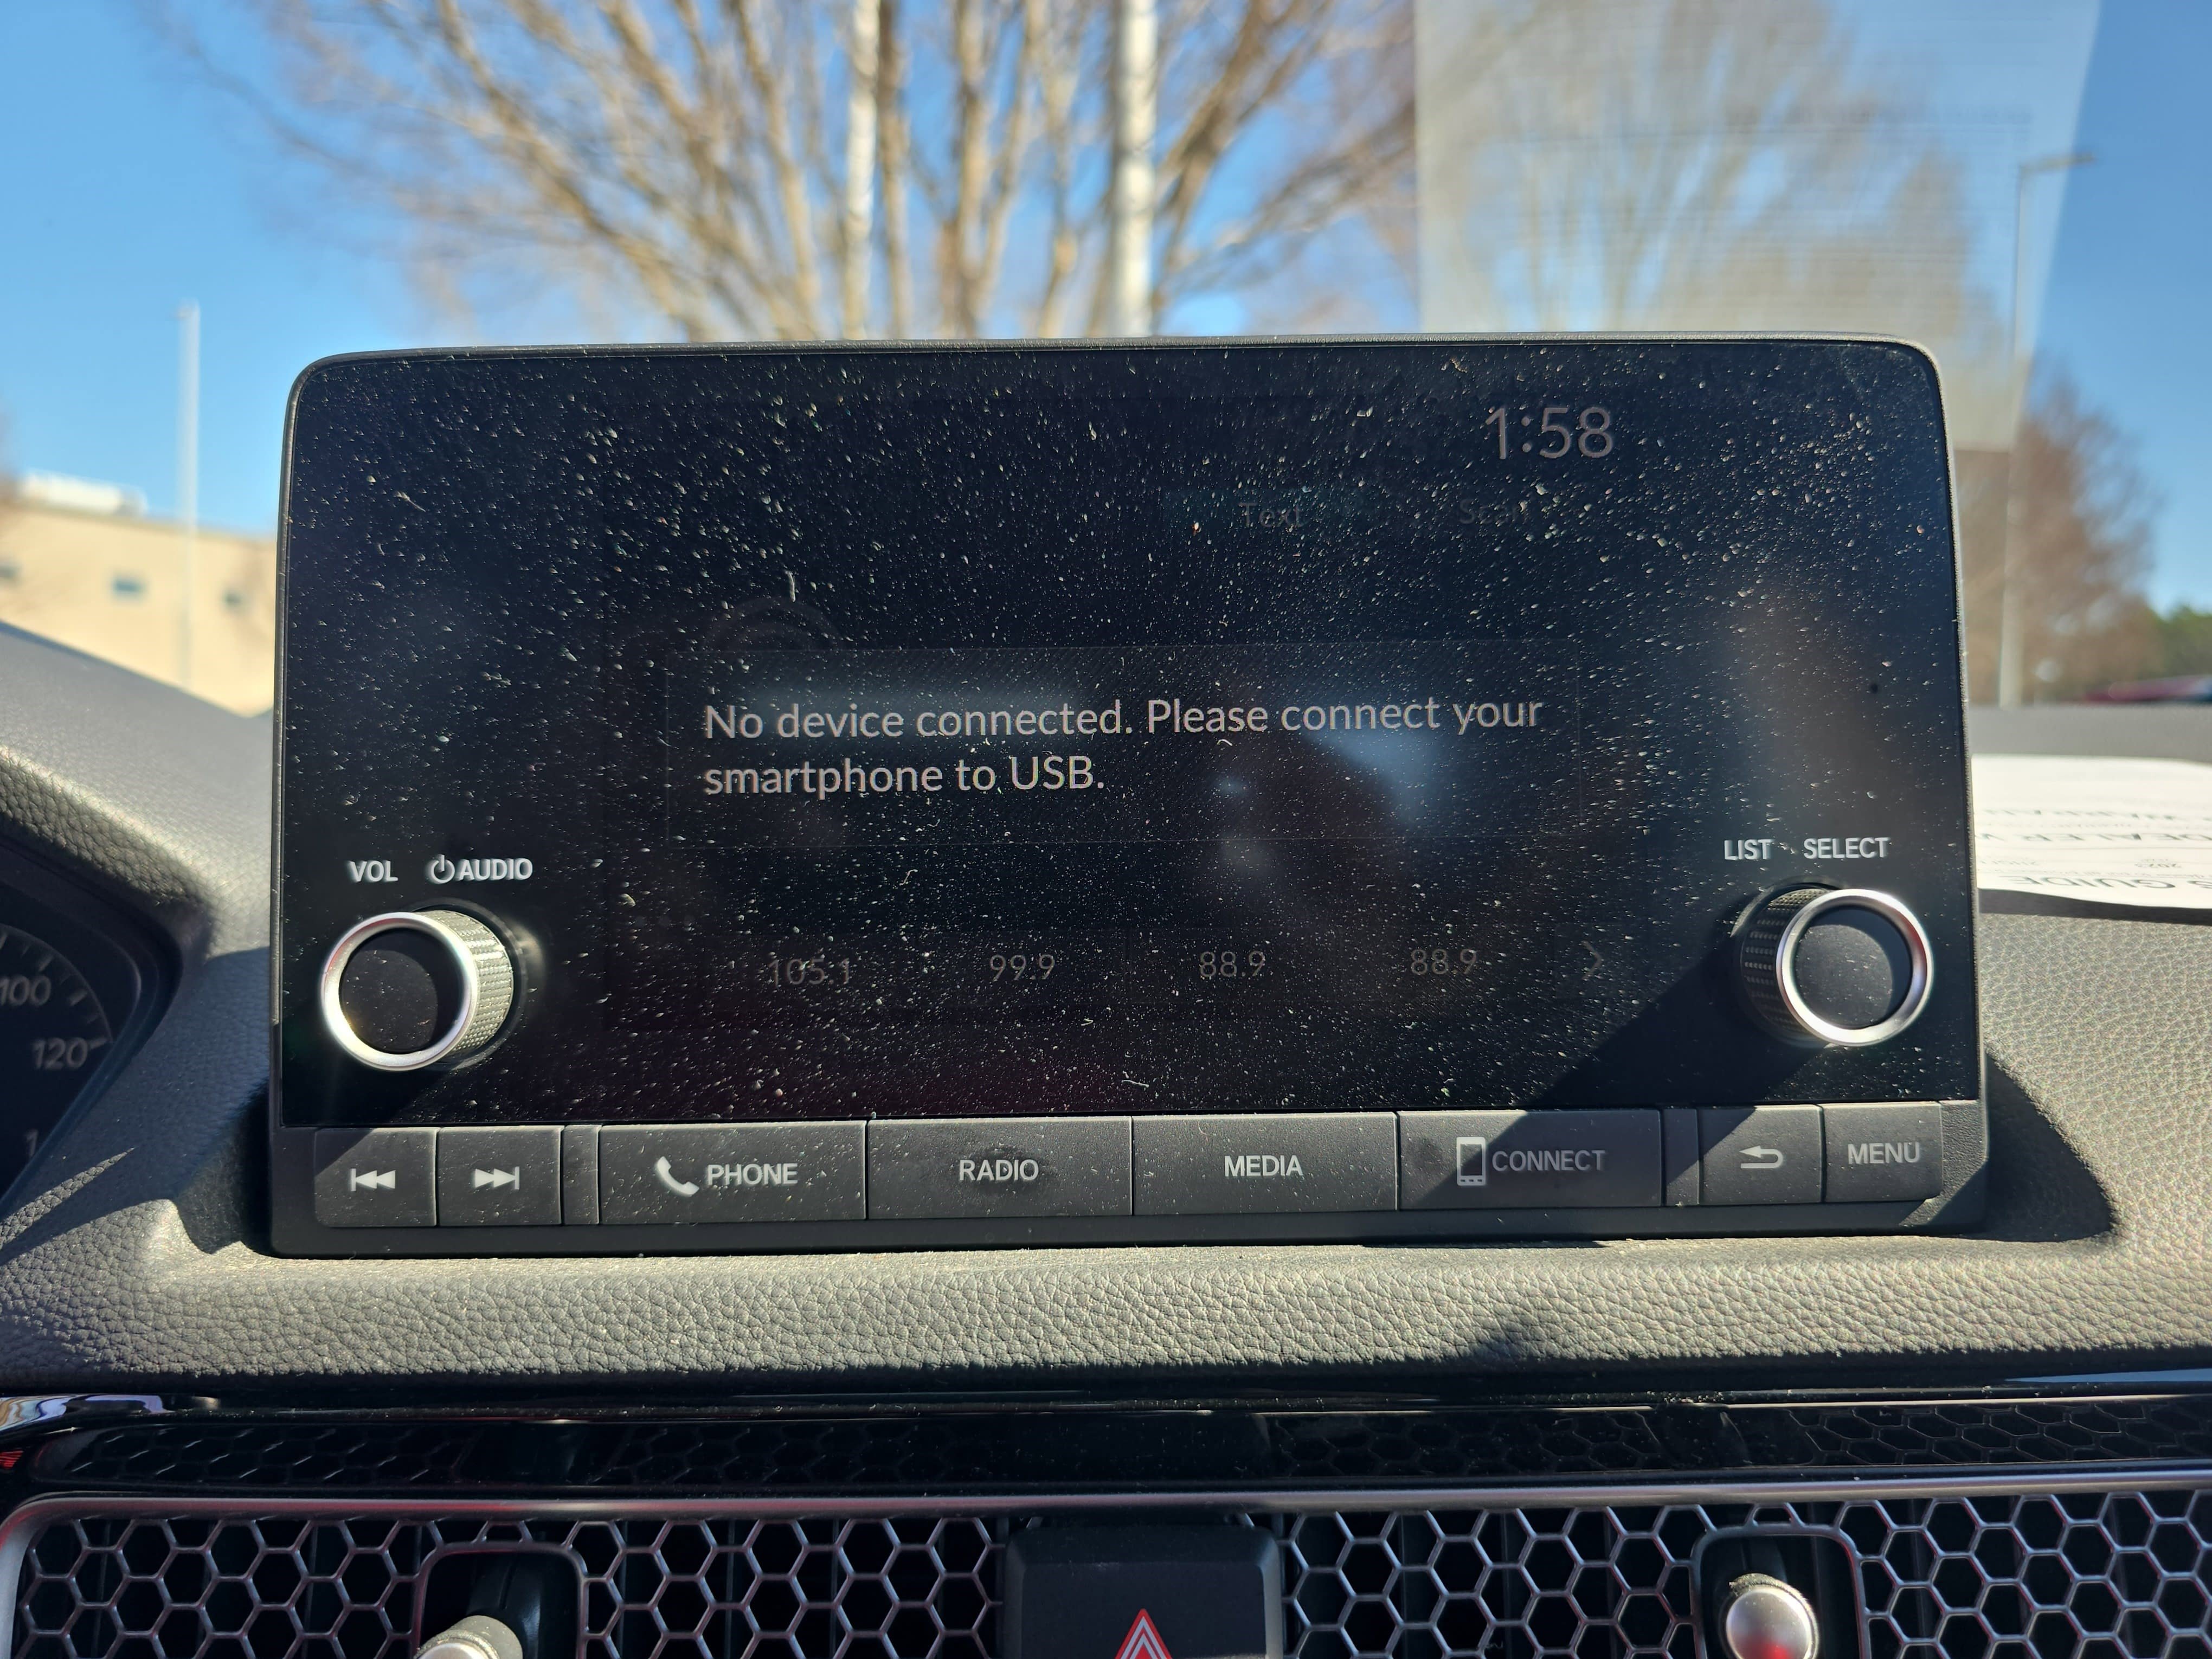 1:58
Text Scan
No device connected. Please connect your
smartphone to USB.
VOL AUDIO
LIST SELECT
105.1 99.9 88.9 88.9
100
120
PHONE RADIO MEDIA CONNECT MENU
GUIDE